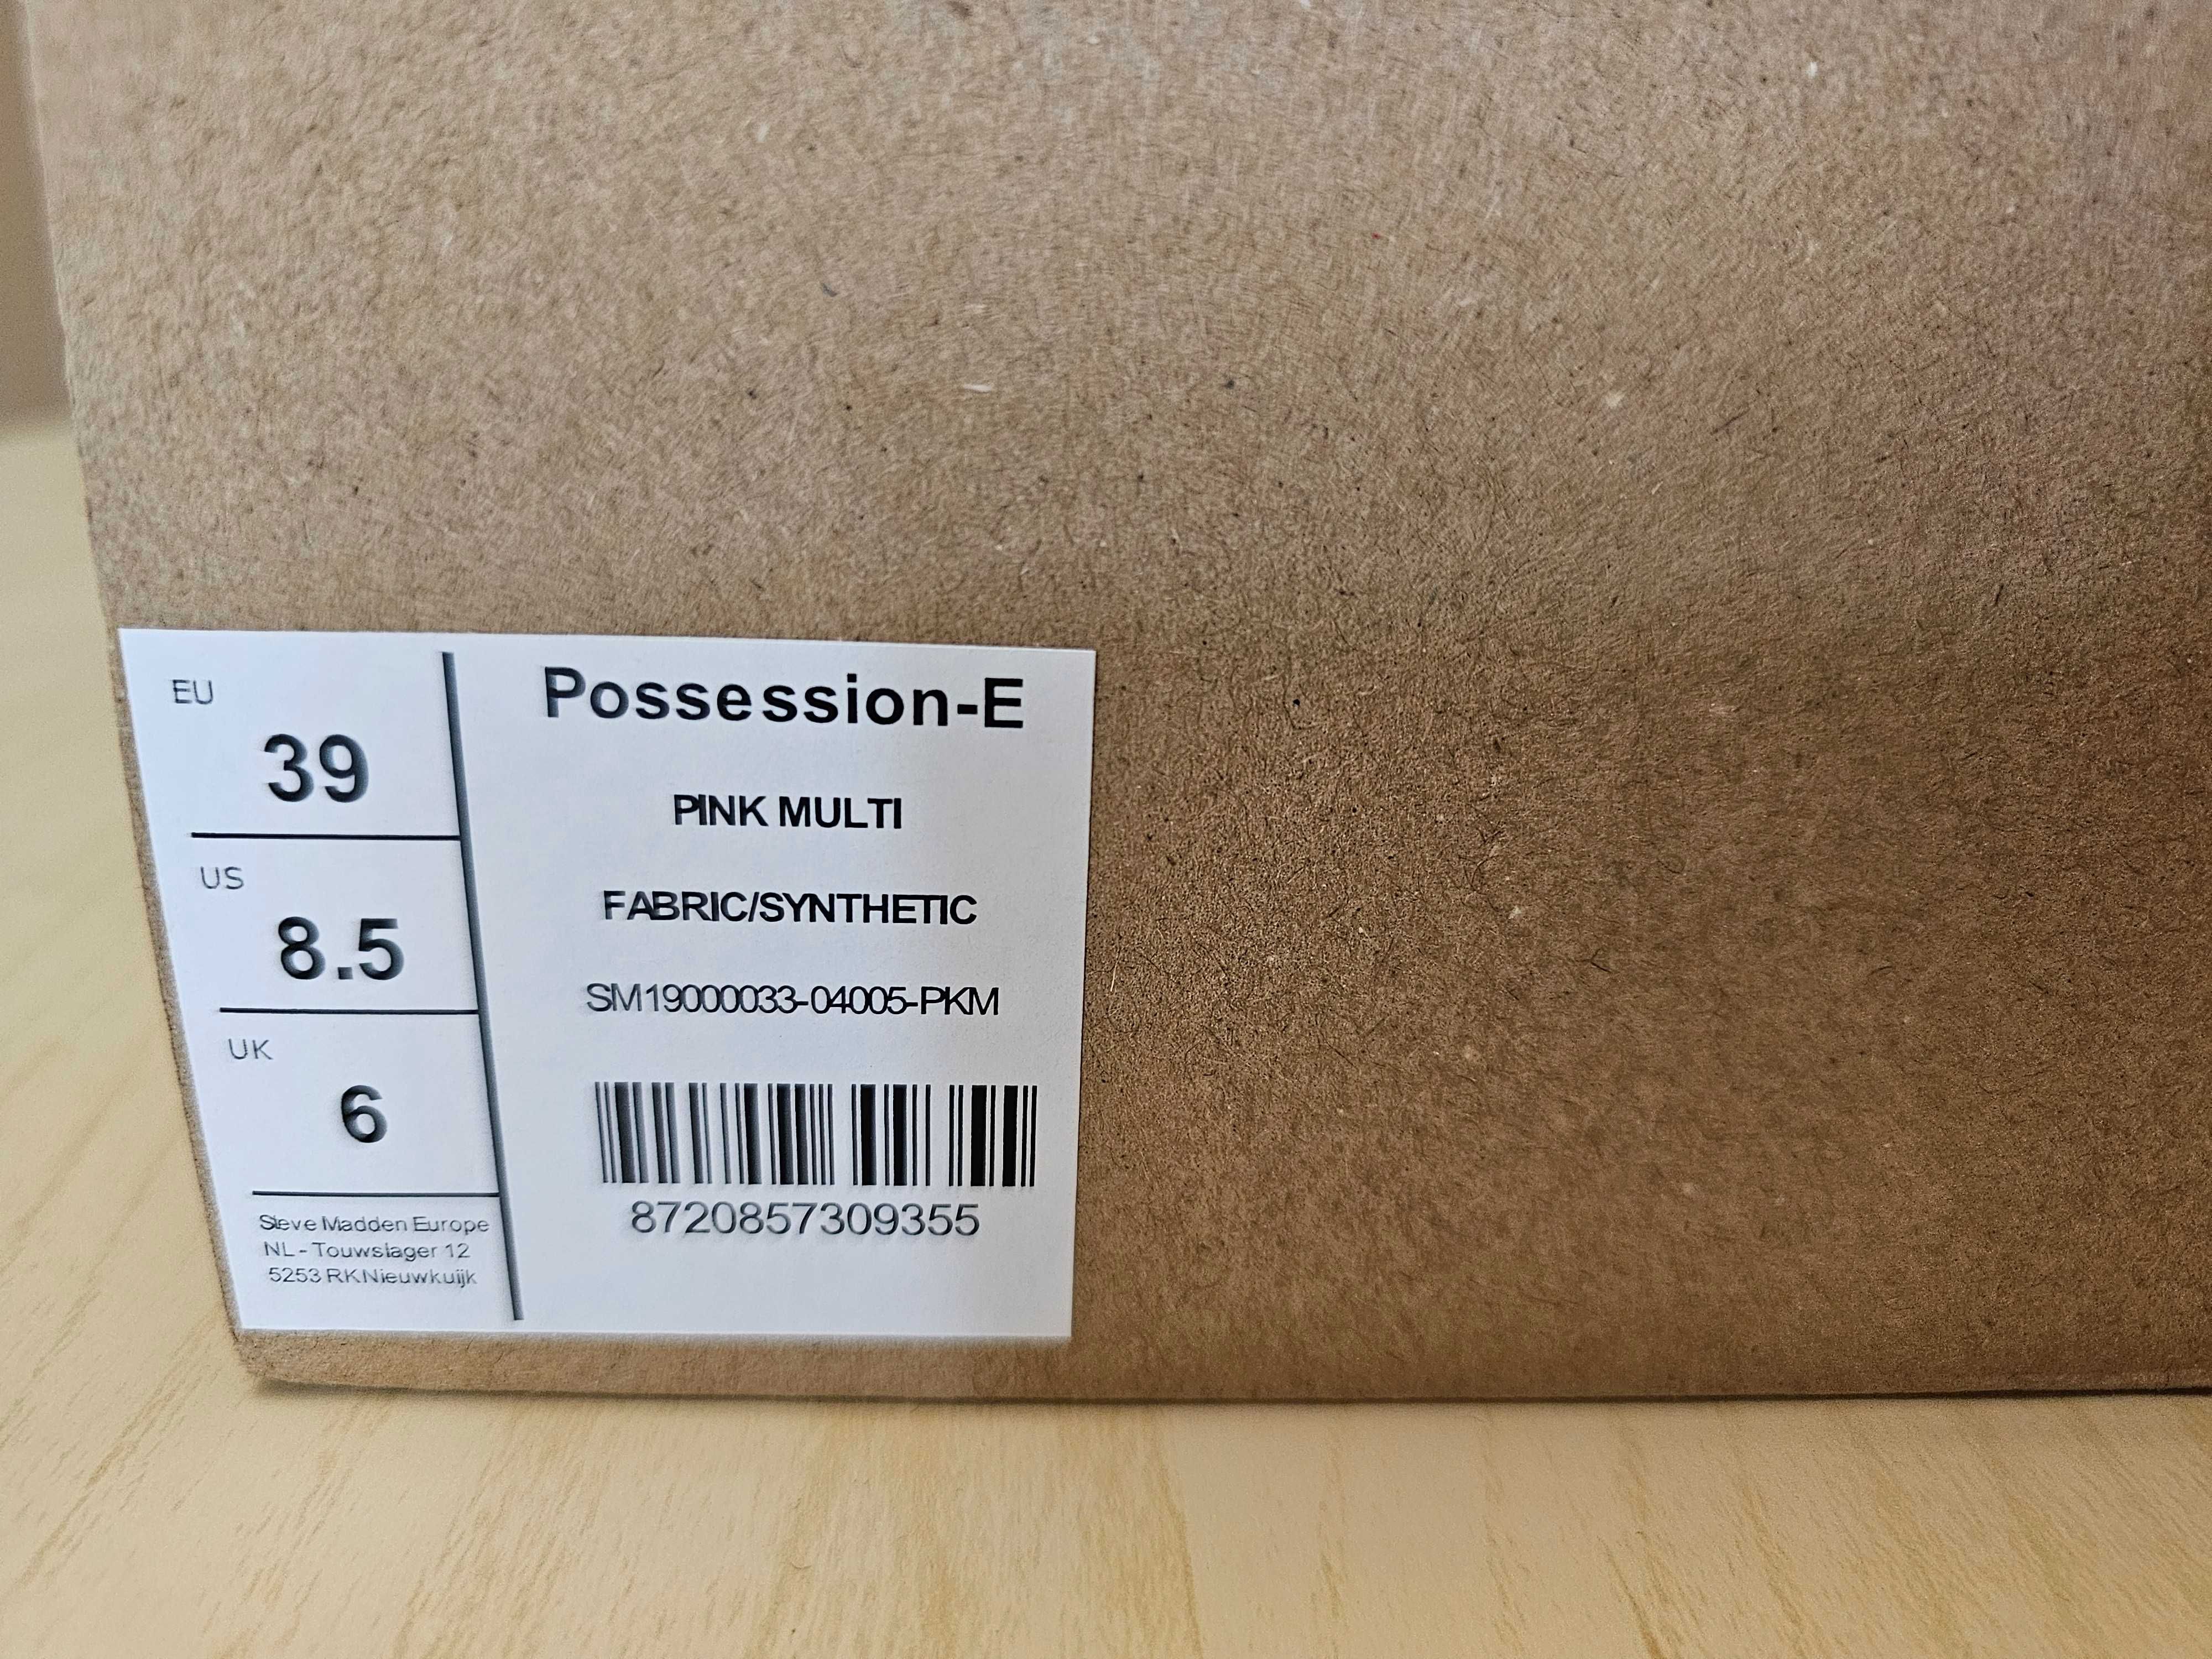 EU
39
US
8.5
UK
6
Steve Madden Europe
NL - Touwslager 12
5253 RK Nieuwkuijk
Possession-E
PINK MULTI
FABRIC/SYNTHETIC
SM19000033-04005-PKM
8720857309355